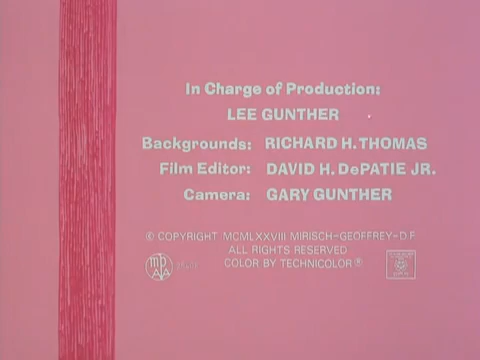 In Charge of Production:
LEE GUNTHER
Backgrounds: RICHARD H. THOMAS
Film Editor: DAVID H. DePATIE JR.
Camera: GARY GUNTHER
© COPYRIGHT MCMLXXVIII MIRISCH-GEOFFREY-D.F.
ALL RIGHTS RESERVED
COLOR BY TECHNICOLOR®